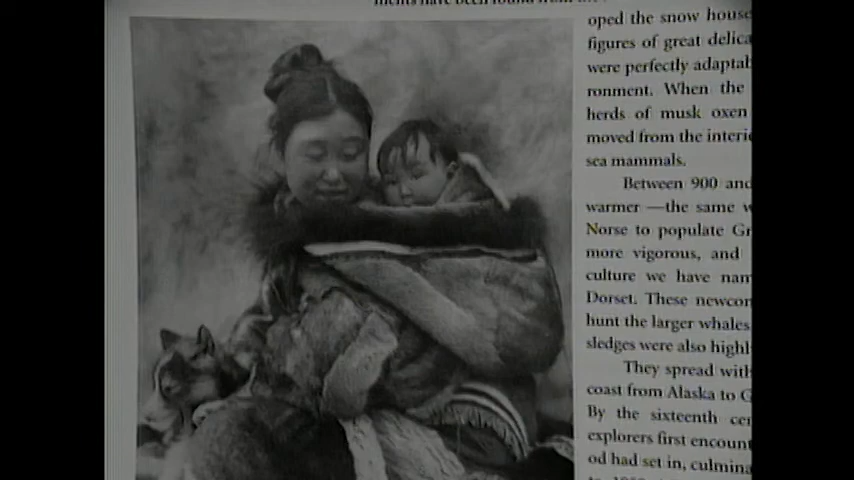 oped the snow house
figures of great delica
were perfectly adaptab
ronment. When the
herds of musk oxen
moved from the interi
sea mammals.
Between 900 and
warmer —the same w
Norse to populate Gr
more vigorous, and
culture we have nam
Dorset. These newcom
hunt the larger whales
sledges were also highl
They spread with
coast from Alaska to G
By the sixteenth cen
explorers first encount
od had set in, culmina